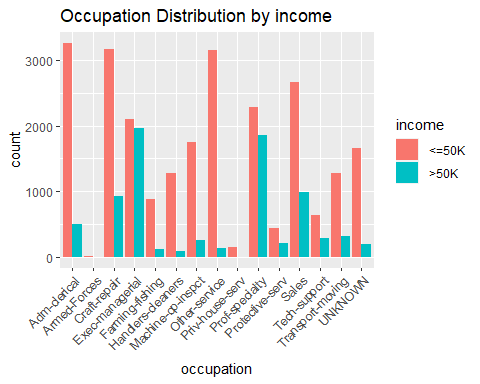 Occupation Distribution by income
count
3000
2000
1000
0
Adm-clerical
Armed-Forces
Craft-repair
Exec-managerial
Farming-fishing
Handlers-cleaners
Machine-op-inspct
Other-service
Priv-house-serv
Prof-specialty
Protective-serv
Sales
Tech-support
Transport-moving
UNKNOWN
occupation
income
<=50K
>50K